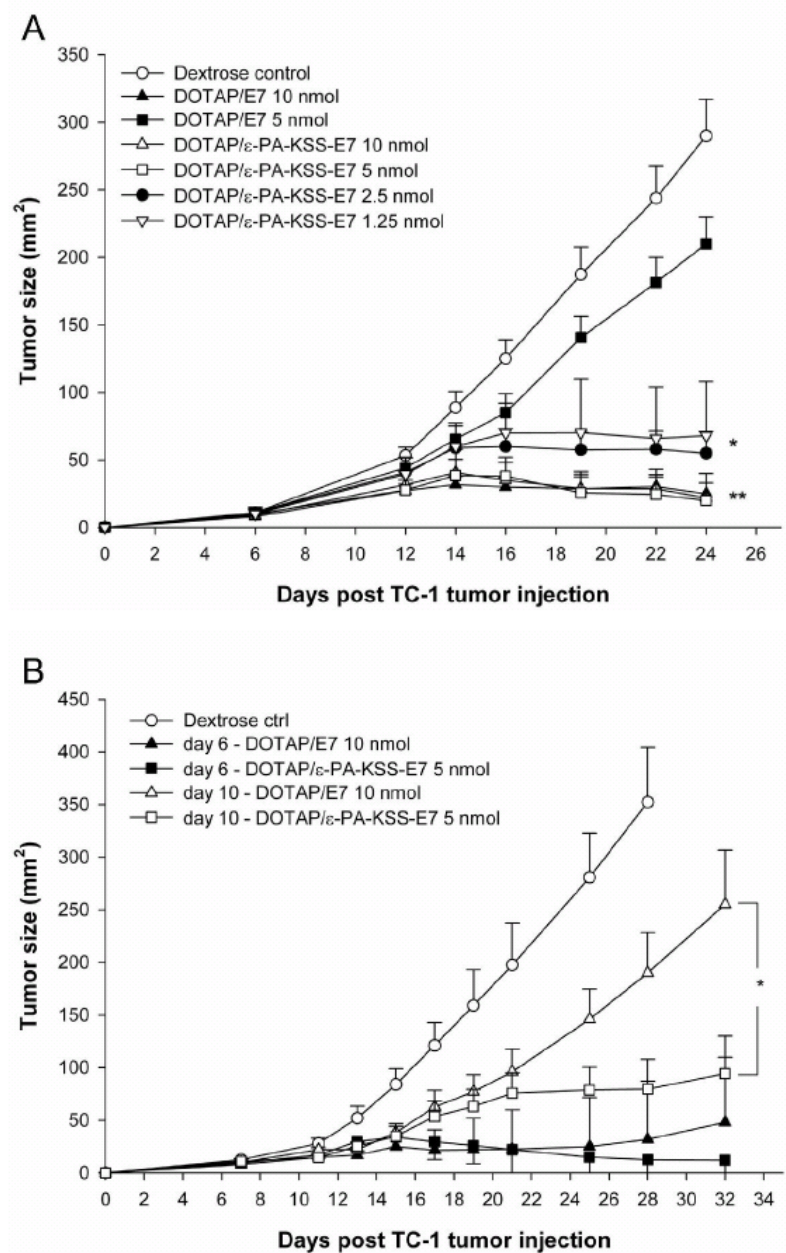 A
350
300
250
200
150
100
50
0
Tumor size (mm²)
Dextrose control
DOTAP/E7 10 nmol
DOTAP/E7 5 nmol
DOTAP/ε-PA-KSS-E7 10 nmol
DOTAP/ε-PA-KSS-E7 5 nmol
DOTAP/ε-PA-KSS-E7 2.5 nmol
DOTAP/ε-PA-KSS-E7 1.25 nmol
*
**
0 2 4 6 8 10 12 14 16 18 20 22 24 26
Days post TC-1 tumor injection
B
450
400
350
300
250
200
150
100
50
0
Tumor size (mm²)
Dextrose ctrl
day 6 - DOTAP/E7 10 nmol
day 6 - DOTAP/ε-PA-KSS-E7 5 nmol
day 10 - DOTAP/E7 10 nmol
day 10 - DOTAP/ε-PA-KSS-E7 5 nmol
*
0 2 4 6 8 10 12 14 16 18 20 22 24 26 28 30 32 34
Days post TC-1 tumor injection